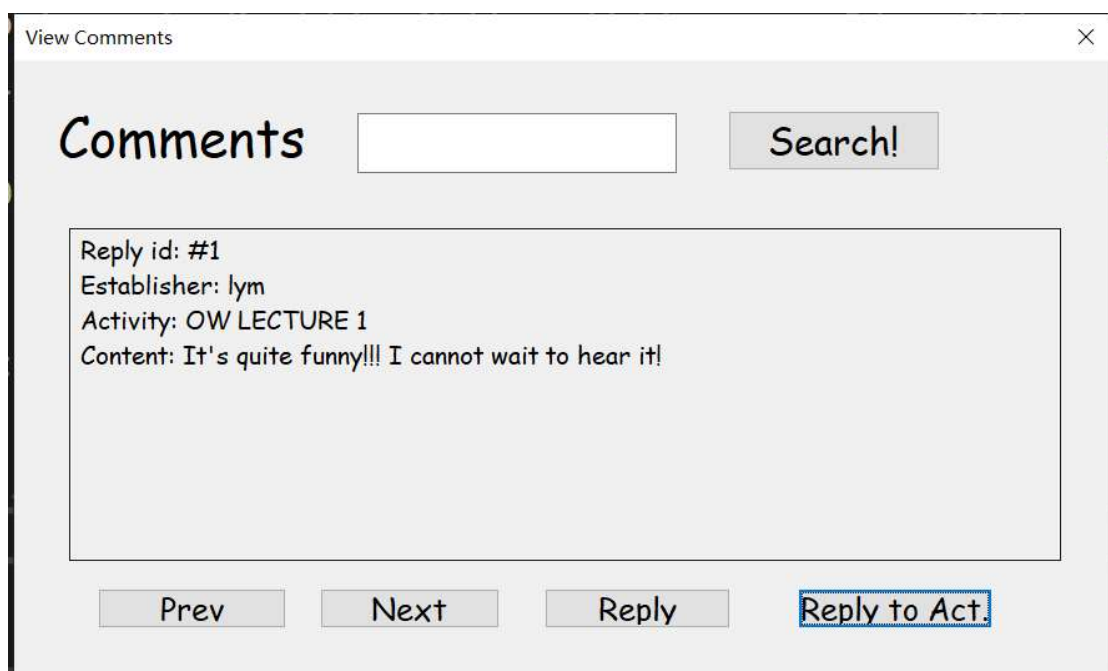 View Comments
Comments
Search!
Reply id: #1
Establisher: lym
Activity: OW LECTURE 1
Content: It's quite funny!!! I cannot wait to hear it!
Prev
Next
Reply
Reply to Act.